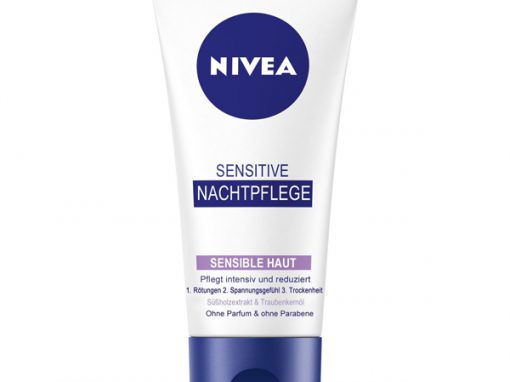 NIVEA
SENSITIVE
NACHTPFLEGE
SENSIBLE HAUT
Pflegt intensiv und reduziert
1. Rötungen 2. Spannungsgefühl 3. Trockenheit
Süßholzextrakt & Traubenkernöl
Ohne Parfum & ohne Parabene